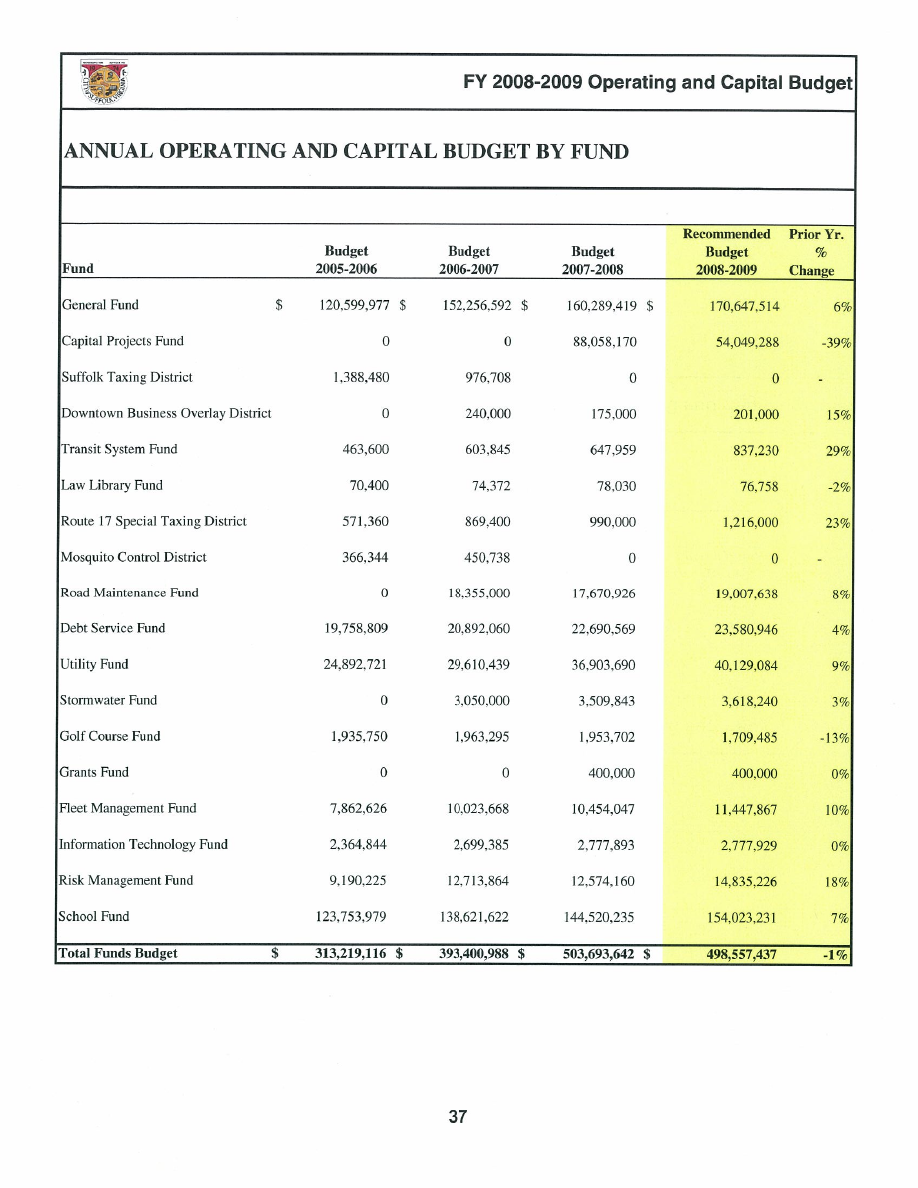 FY 2008-2009 Operating and Capital Budget
ANNUAL OPERATING AND CAPITAL BUDGET BY FUND
Recommended Prior Yr.
Budget Budget Budget Budget %
Fund 2005-2006 2006-2007 2007-2008 2008-2009 Change
General Fund $ 120,599,977 $ 152,256,592 $ 160,289,419 $ 170,647,514 6%
Capital Projects Fund 0 0 88,058,170 54,049,288 -39%
Suffolk Taxing District 1,388,480 976,708 0 0 -
Downtown Business Overlay District 0 240,000 175,000 201,000 15%
Transit System Fund 463,600 603,845 647,959 837,230 29%
Law Library Fund 70,400 74,372 78,030 76,758 -2%
Route 17 Special Taxing District 571,360 869,400 990,000 1,216,000 23%
Mosquito Control District 366,344 450,738 0 0 -
Road Maintenance Fund 0 18,355,000 17,670,926 19,007,638 8%
Debt Service Fund 19,758,809 20,892,060 22,690,569 23,580,946 4%
Utility Fund 24,892,721 29,610,439 36,903,690 40,129,084 9%
Stormwater Fund 0 3,050,000 3,509,843 3,618,240 3%
Golf Course Fund 1,935,750 1,963,295 1,953,702 1,709,485 -13%
Grants Fund 0 0 400,000 400,000 0%
Fleet Management Fund 7,862,626 10,023,668 10,454,047 11,447,867 10%
Information Technology Fund 2,364,844 2,699,385 2,777,893 2,777,929 0%
Risk Management Fund 9,190,225 12,713,864 12,574,160 14,835,226 18%
School Fund 123,753,979 138,621,622 144,520,235 154,023,231 7%
Total Funds Budget $ 313,219,116 $ 393,400,988 $ 503,693,642 $ 498,557,437 -1%
37